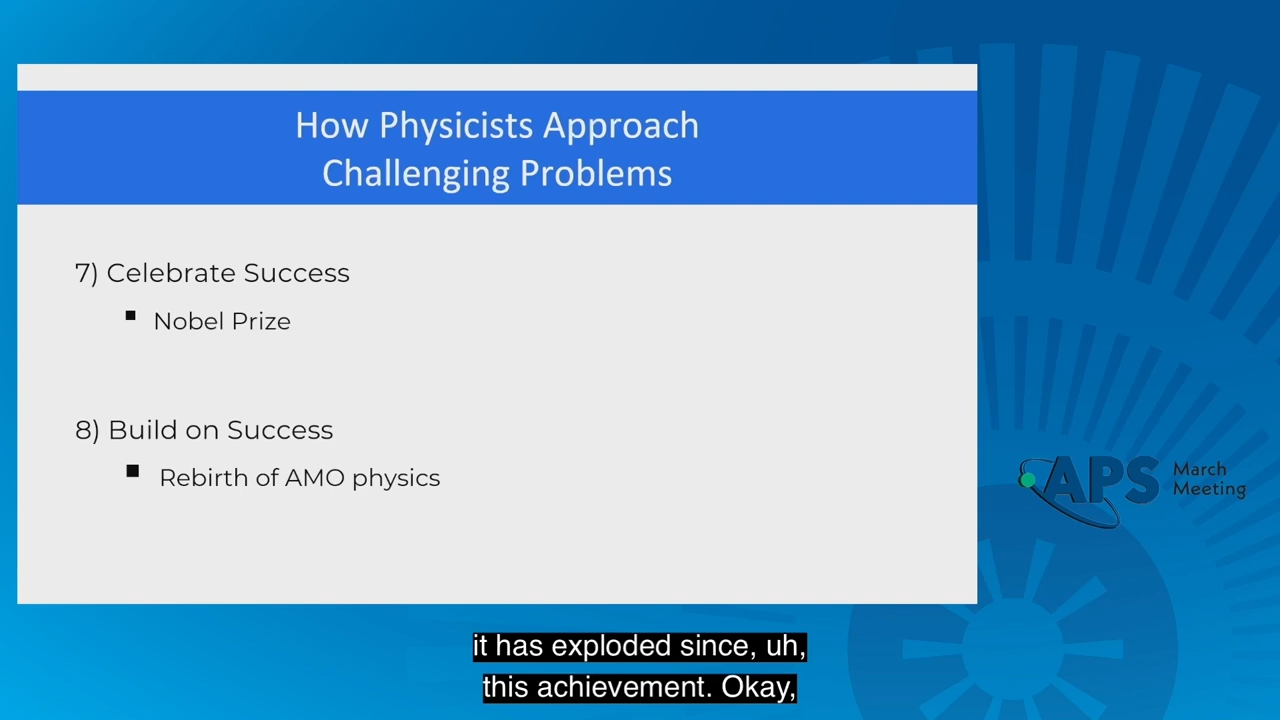 How Physicists Approach
Challenging Problems
7) Celebrate Success
▪ Nobel Prize
8) Build on Success
▪ Rebirth of AMO physics
APS March
Meeting
it has exploded since, uh,
this achievement. Okay,